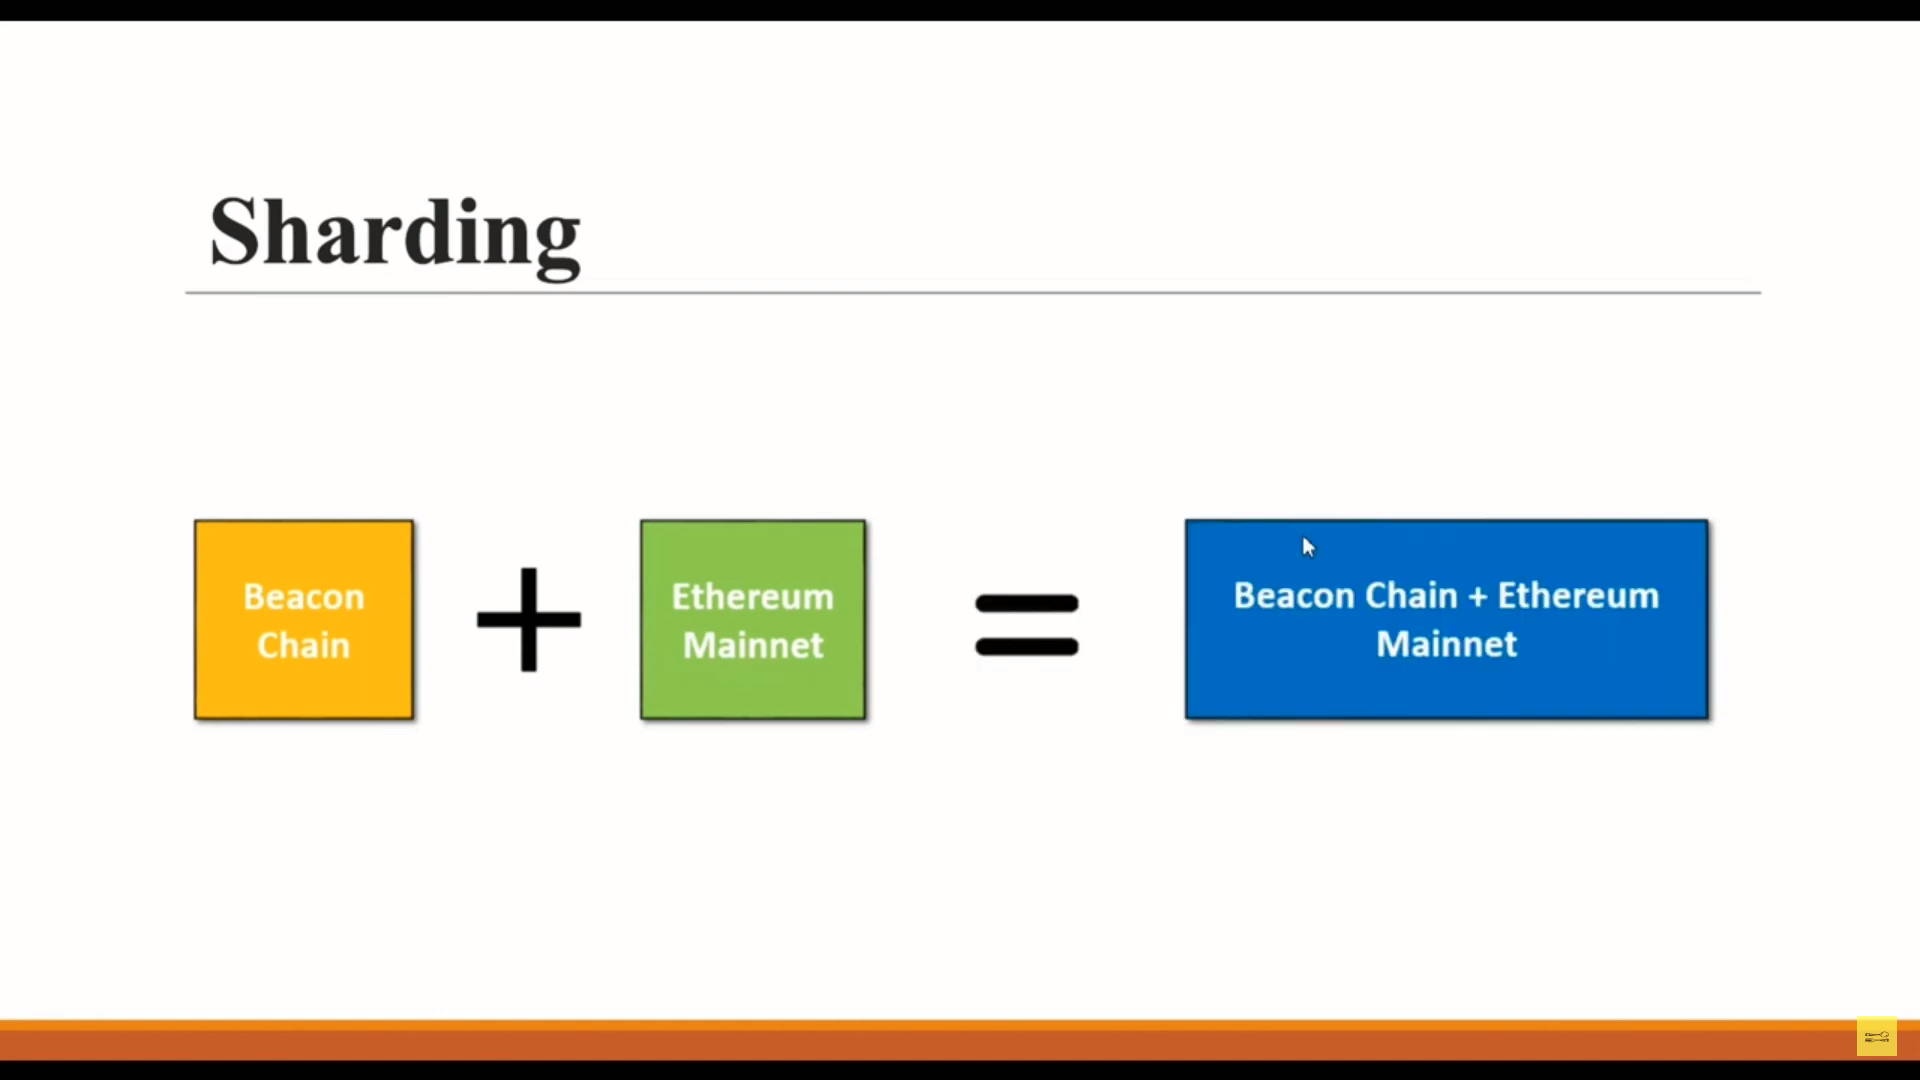 Sharding
Beacon
Chain
+
Ethereum
Mainnet
=
Beacon Chain + Ethereum
Mainnet